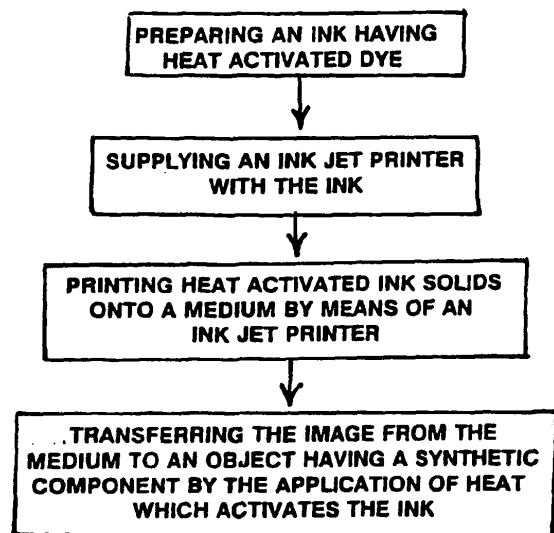 PREPARING AN INK HAVING
HEAT ACTIVATED DYE
SUPPLYING AN INK JET PRINTER
WITH THE INK
PRINTING HEAT ACTIVATED INK SOLIDS
ONTO A MEDIUM BY MEANS OF AN
INK JET PRINTER
TRANSFERRING THE IMAGE FROM THE
MEDIUM TO AN OBJECT HAVING A SYNTHETIC
COMPONENT BY THE APPLICATION OF HEAT
WHICH ACTIVATES THE INK